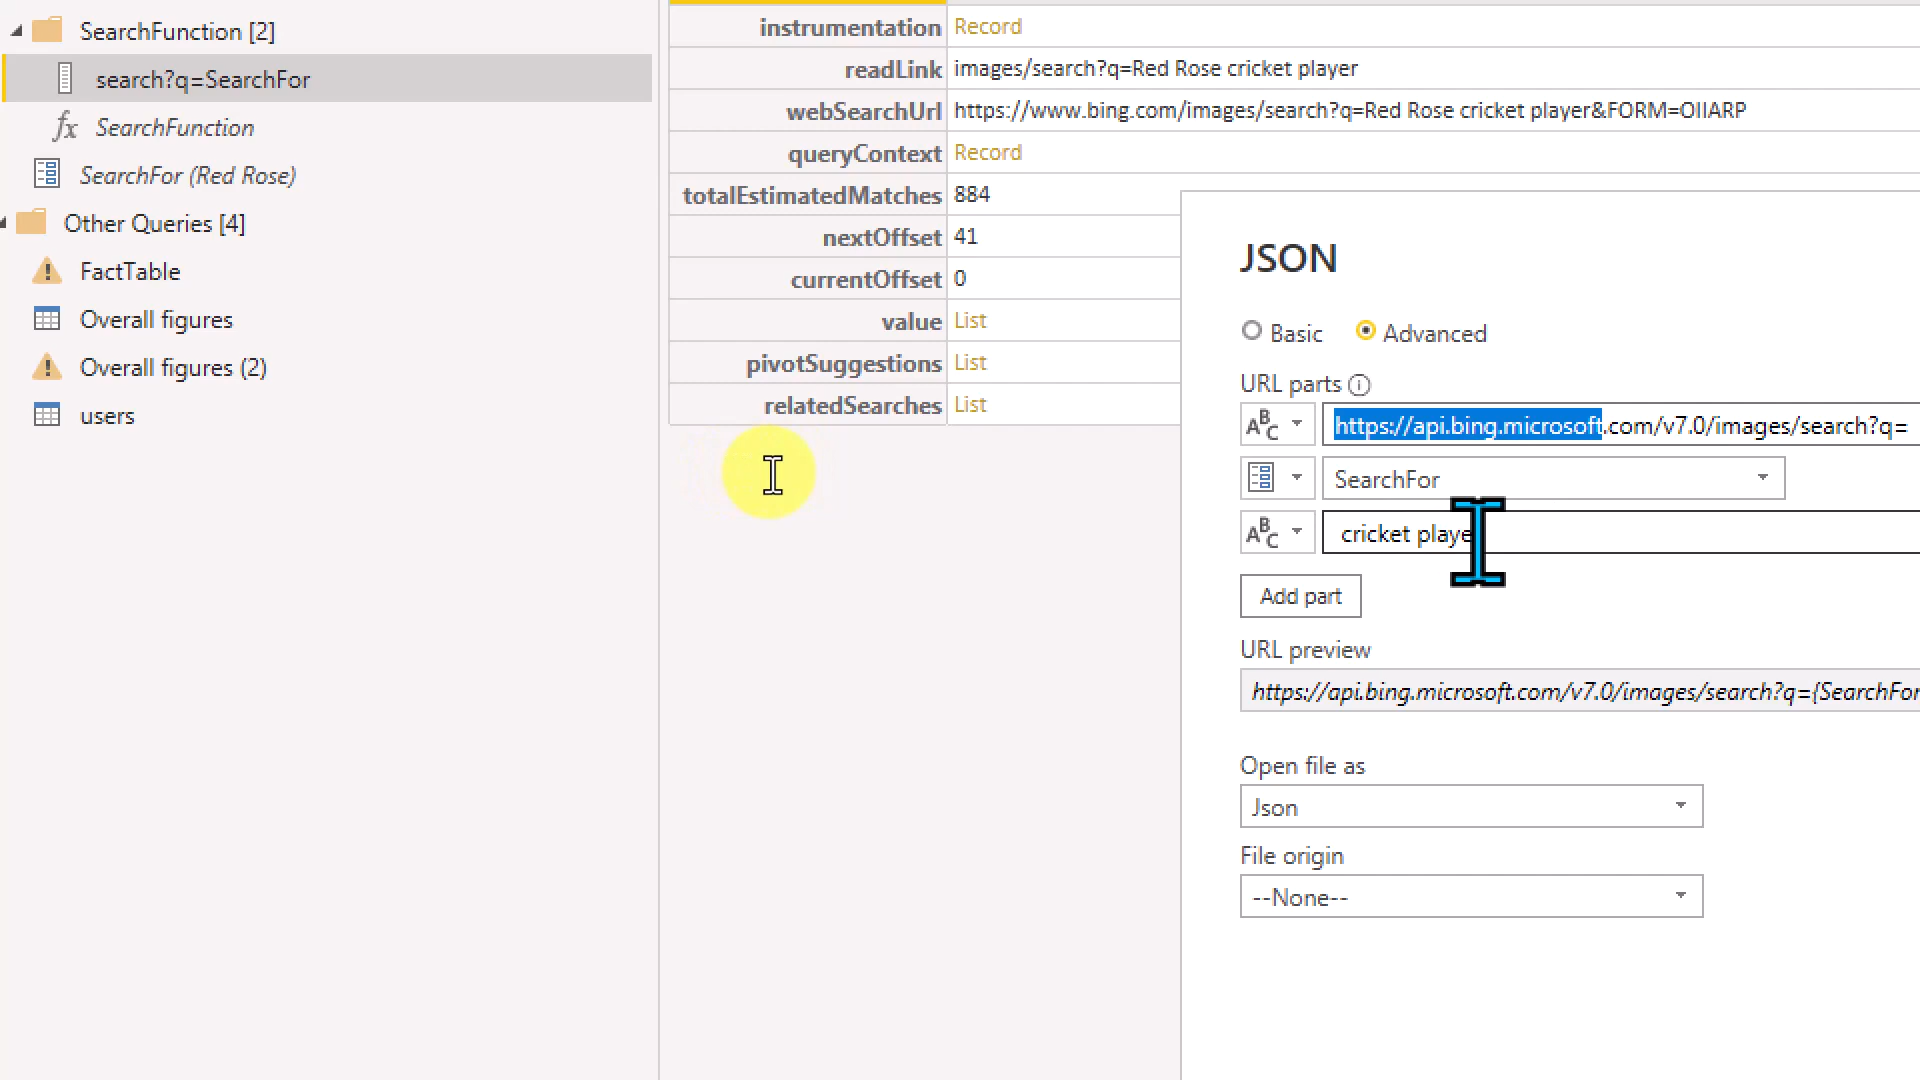 SearchFunction [2]
search?q=SearchFor
fx SearchFunction
SearchFor (Red Rose)
Other Queries [4]
FactTable
Overall figures
Overall figures (2)
users
instrumentation Record
readLink images/search?q=Red Rose cricket player
webSearchUrl https://www.bing.com/images/search?q=Red Rose cricket player&FORM=OIIARP
queryContext Record
totalEstimatedMatches 884
nextOffset 41
currentOffset 0
value List
pivotSuggestions List
relatedSearches List
JSON
Basic Advanced
URL parts
ABC https://api.bing.microsoft.com/v7.0/images/search?q=
SearchFor
ABC cricket playe
Add part
URL preview
https://api.bing.microsoft.com/v7.0/images/search?q={SearchFor
Open file as
Json
File origin
--None--